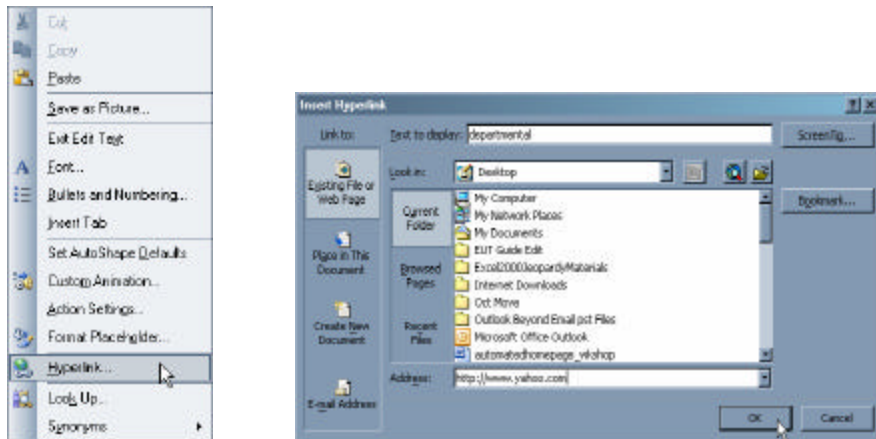 Cut
Copy
Paste
Save as Picture...
Exit Edit Text
Font...
Bullets and Numbering...
Insert Tab
Set AutoShape Defaults
Custom Animation...
Action Settings...
Format Placeholder...
Hyperlink...
Look Up...
Synonyms
Insert Hyperlink
Link to:
Text to display: departmental
ScreenTip...
Existing File or
Web Page
Look in: Desktop
Bookmark...
Current
Folder
My Computer
My Network Places
My Documents
EUT Guide Edit
Excel2000JeopardyMaterials
Internet Downloads
Oct Move
Outlook Beyond Email pst Files
Microsoft Office Outlook
automatedhomepage_wkshop
Place in This
Document
Browsed
Pages
Create New
Document
Recent
Files
E-mail Address
Address: http://www.yahoo.com
OK
Cancel